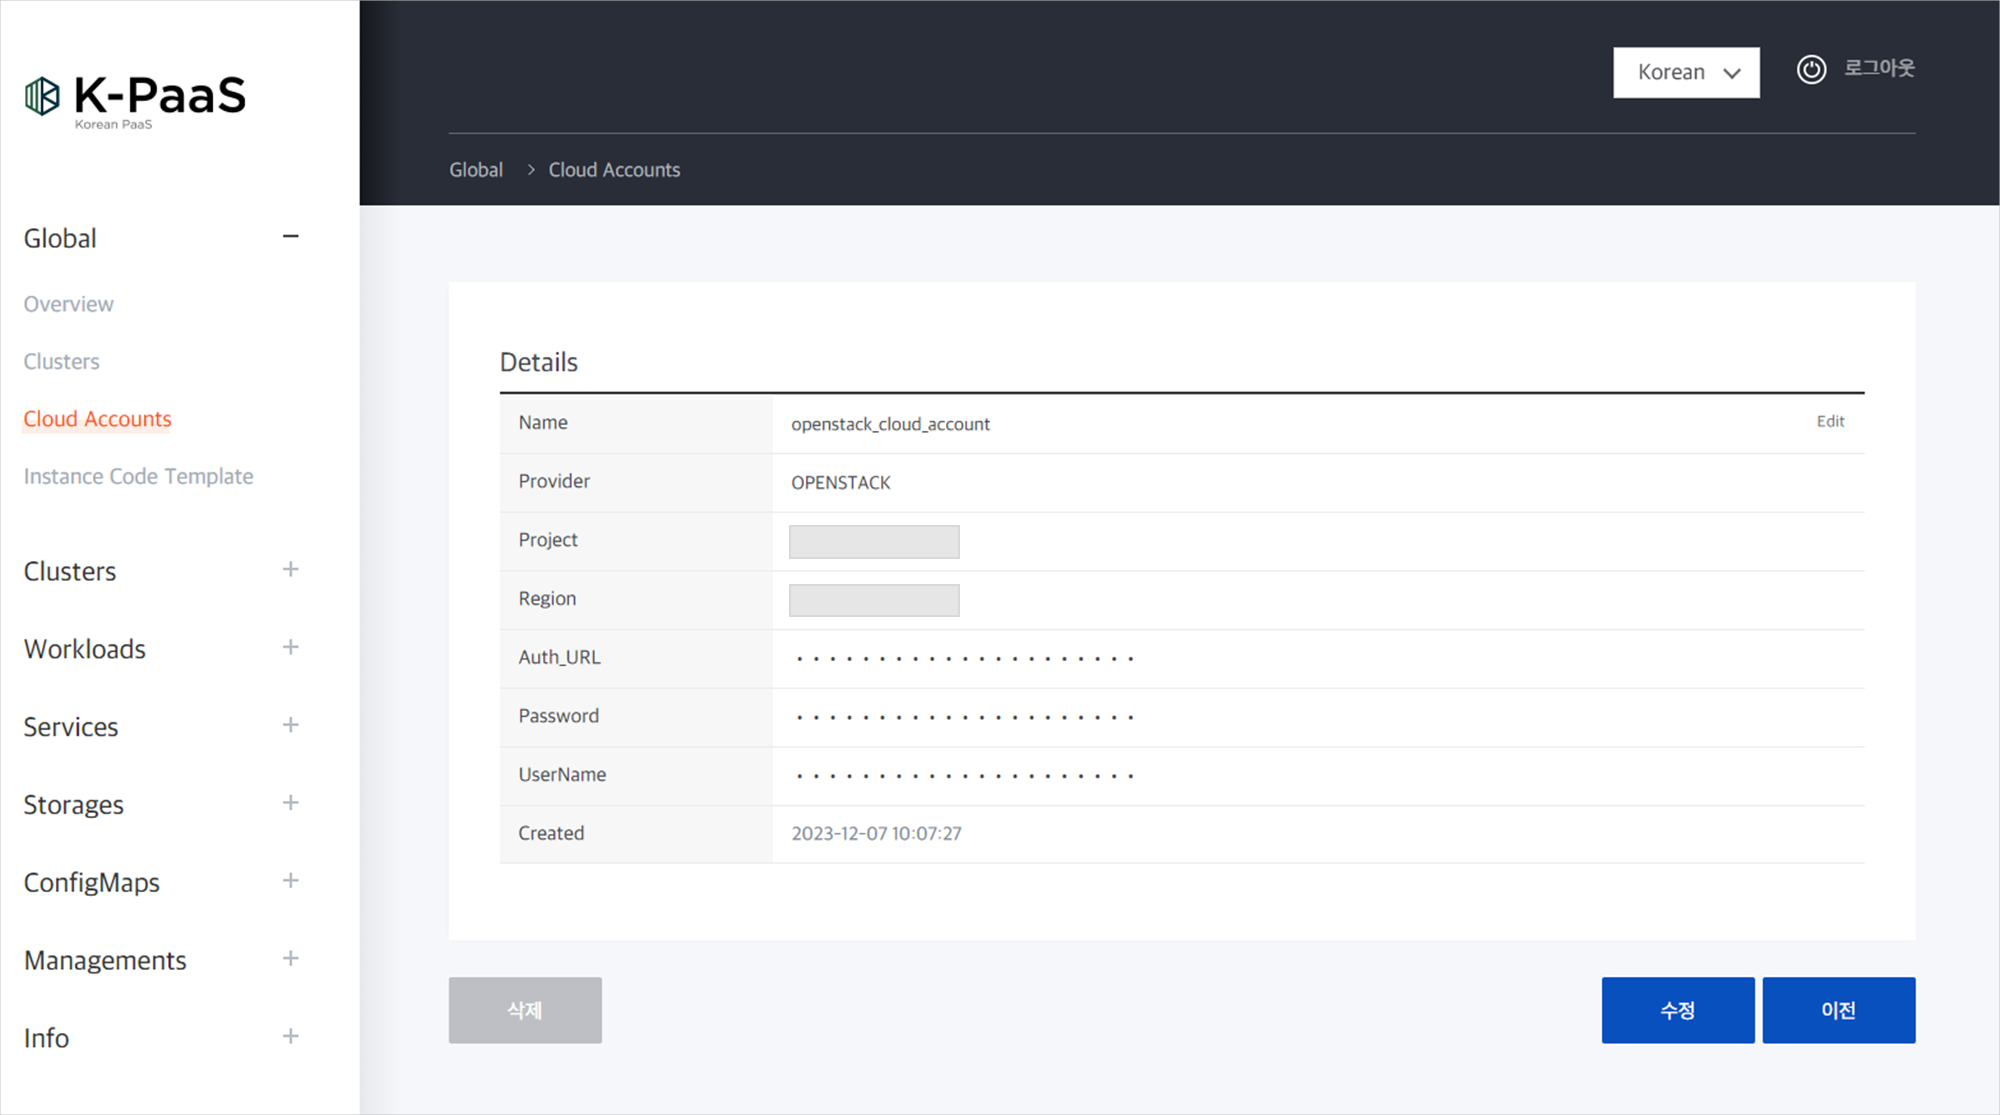 K-PaaS
Korean PaaS
Korean
로그아웃
Global > Cloud Accounts
Global
Overview
Clusters
Cloud Accounts
Instance Code Template
Clusters
Workloads
Services
Storages
ConfigMaps
Managements
Info
Details
Name openstack_cloud_account Edit
Provider OPENSTACK
Project
Region
Auth_URL
Password
UserName
Created 2023-12-07 10:07:27
삭제
수정
이전